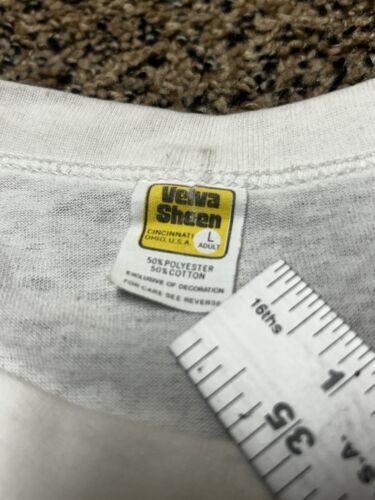 Velva
Sheen
CINCINNATI
OHIO, U.S.A.
L
ADULT
50% POLYESTER
50% COTTON
EXCLUSIVE OF DECORATION
FOR CARE SEE REVERSE
16ths
1
35
S.A.